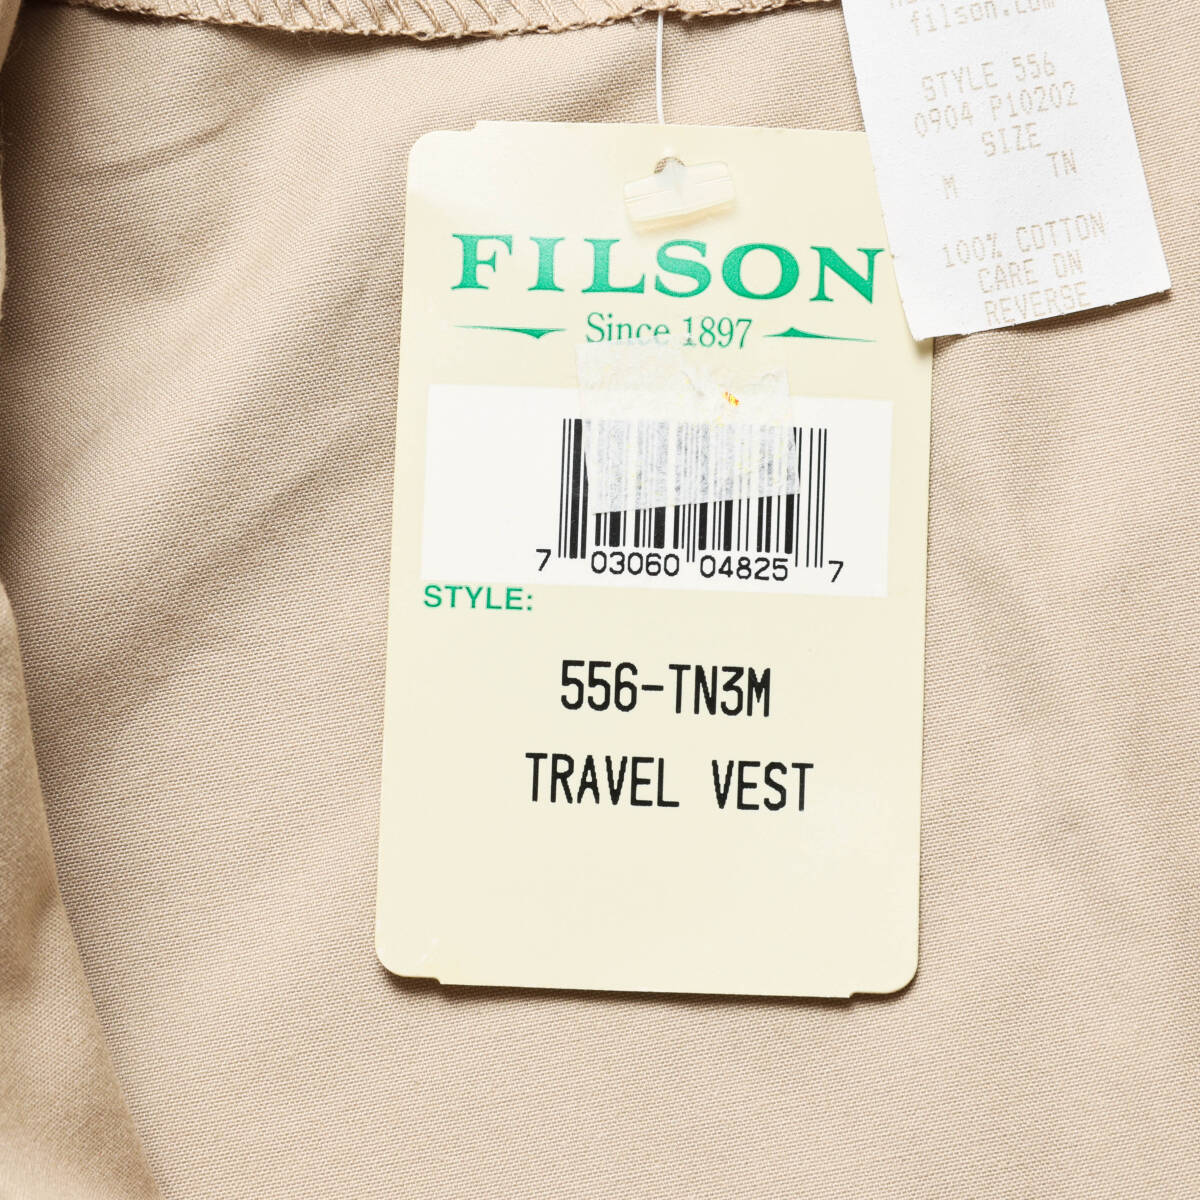 filson.com
STYLE 556
0904 P10202
SIZE
M TN
100% COTTON
CARE ON
REVERSE
FILSON
Since 1897
7 03060 04825 7
STYLE:
556-TN3M
TRAVEL VEST